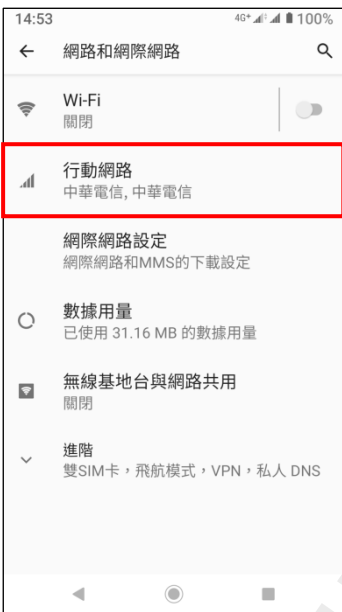 14:53 4G+ 100%
網路和網際網路
Wi-Fi
關閉
行動網路
中華電信, 中華電信
網際網路設定
網際網路和MMS的下載設定
數據用量
已使用 31.16 MB 的數據用量
無線基地台與網路共用
關閉
進階
雙SIM卡，飛航模式，VPN，私人 DNS